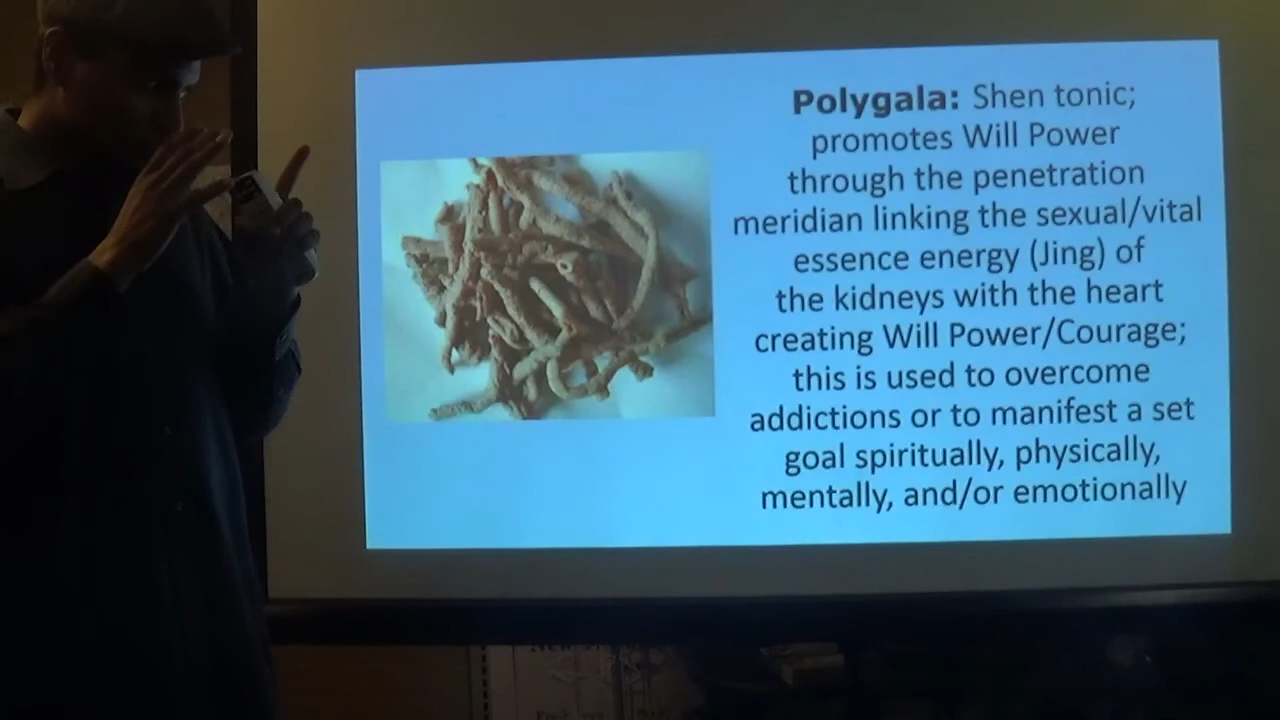 Polygala: Shen tonic;
promotes Will Power
through the penetration
meridian linking the sexual/vital
essence energy (Jing) of
the kidneys with the heart
creating Will Power/Courage;
this is used to overcome
addictions or to manifest a set
goal spiritually, physically,
mentally, and/or emotionally